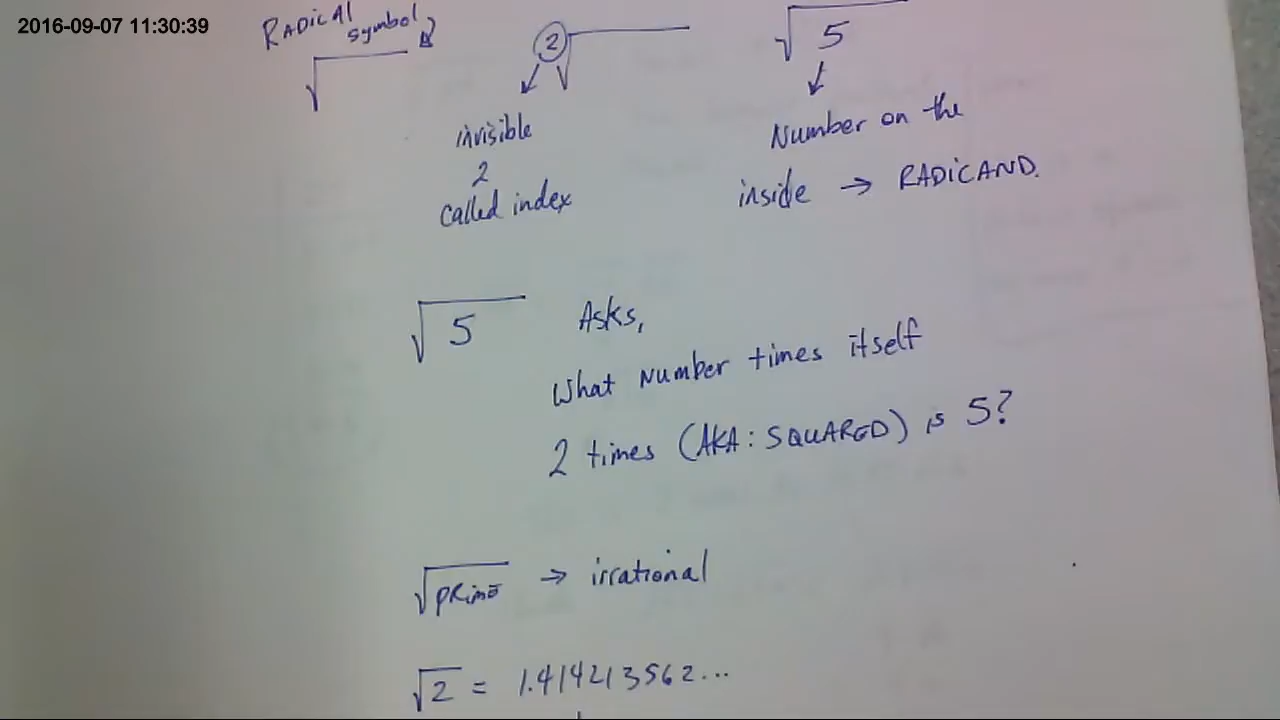 2016-09-07 11:30:39
RADICAL
symbol
√
2√
√5
invisible
2
called index
Number on the
inside → RADICAND.
√5 Asks,
What number times itself
2 times (AKA: SQUARED) is 5?
√prime → irrational
√2 = 1.414213562...